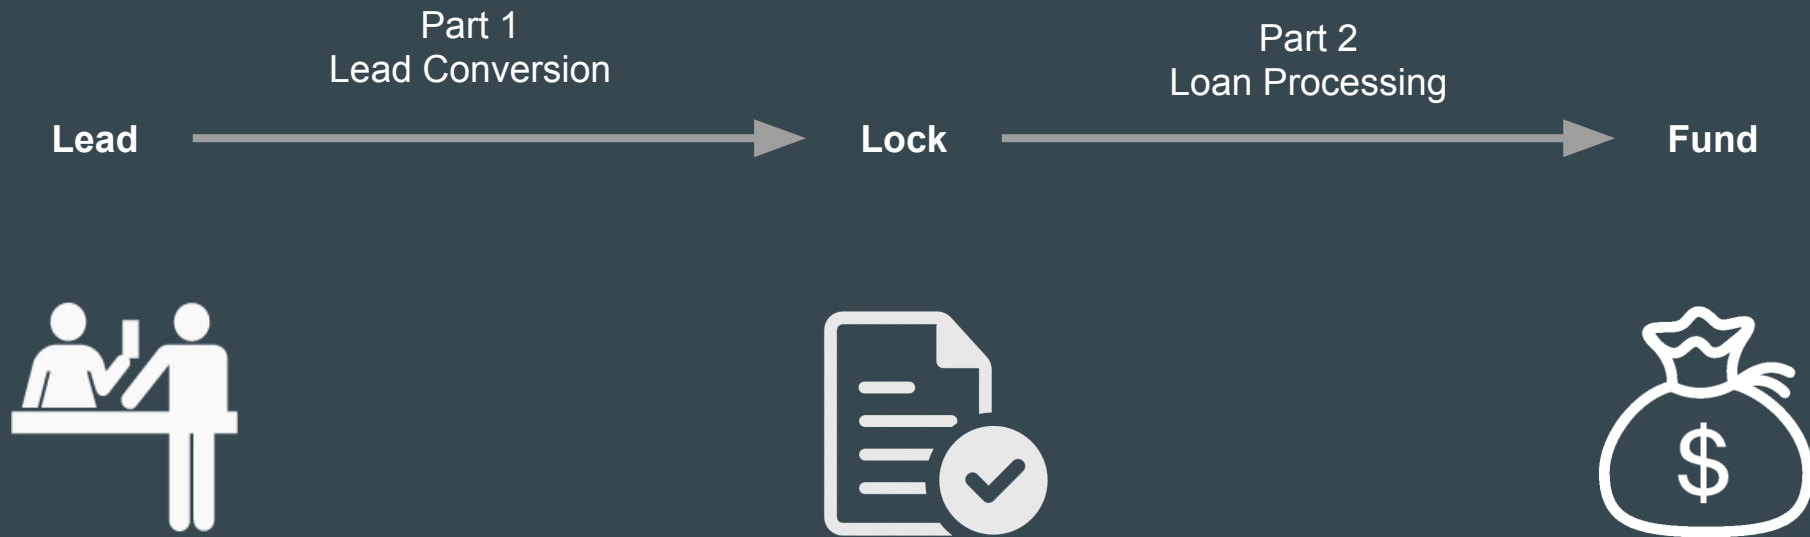 Part 1
Lead Conversion
Part 2
Loan Processing
Lead
Lock
Fund
$